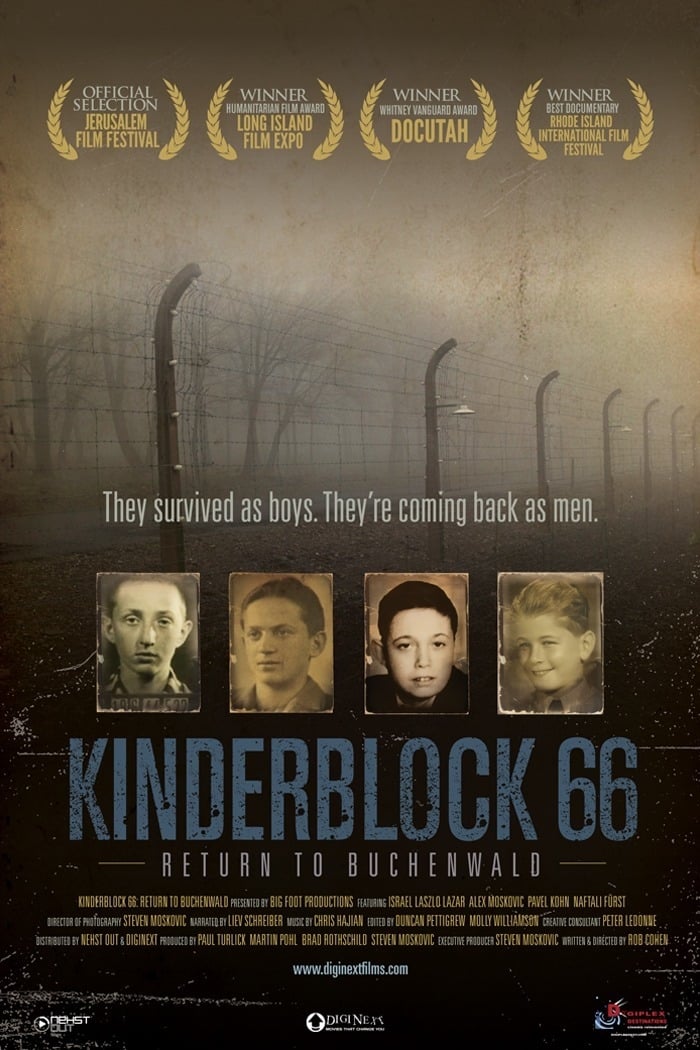 OFFICIAL
SELECTION
JERUSALEM
FILM FESTIVAL
WINNER
HUMANITARIAN FILM AWARD
LONG ISLAND
FILM EXPO
WINNER
WHITNEY VANGUARD AWARD
DOCUTAH
WINNER
BEST DOCUMENTARY
RHODE ISLAND
INTERNATIONAL FILM
FESTIVAL
They survived as boys. They're coming back as men.
KINDERBLOCK 66
RETURN TO BUCHENWALD
KINDERBLOCK 66: RETURN TO BUCHENWALD PRESENTED BY BIG FOOT PRODUCTIONS FEATURING ISRAEL LASZLO LAZAR ALEX MOSKOVIC PAVEL KOHN NAFTALI FÜRST
DIRECTOR OF PHOTOGRAPHY STEVEN MOSKOVIC NARRATED BY LIEV SCHREIBER MUSIC BY CHRIS HAJIAN EDITED BY DUNCAN PETTIGREW MOLLY WILLIAMSON CREATIVE CONSULTANT PETER LEDONNE
DISTRIBUTED BY NEHST OUT & DIGINEXT PRODUCED BY PAUL TURLICK MARTIN POHL BRAD ROTHSCHILD STEVEN MOSKOVIC EXECUTIVE PRODUCER STEVEN MOSKOVIC WRITTEN & DIRECTED BY ROB COHEN
www.diginextfilms.com
NEHST
OUT
DIGINEXT
MOVIES THAT CHANGE YOU
DIGIPLEX
DESTINATIONS